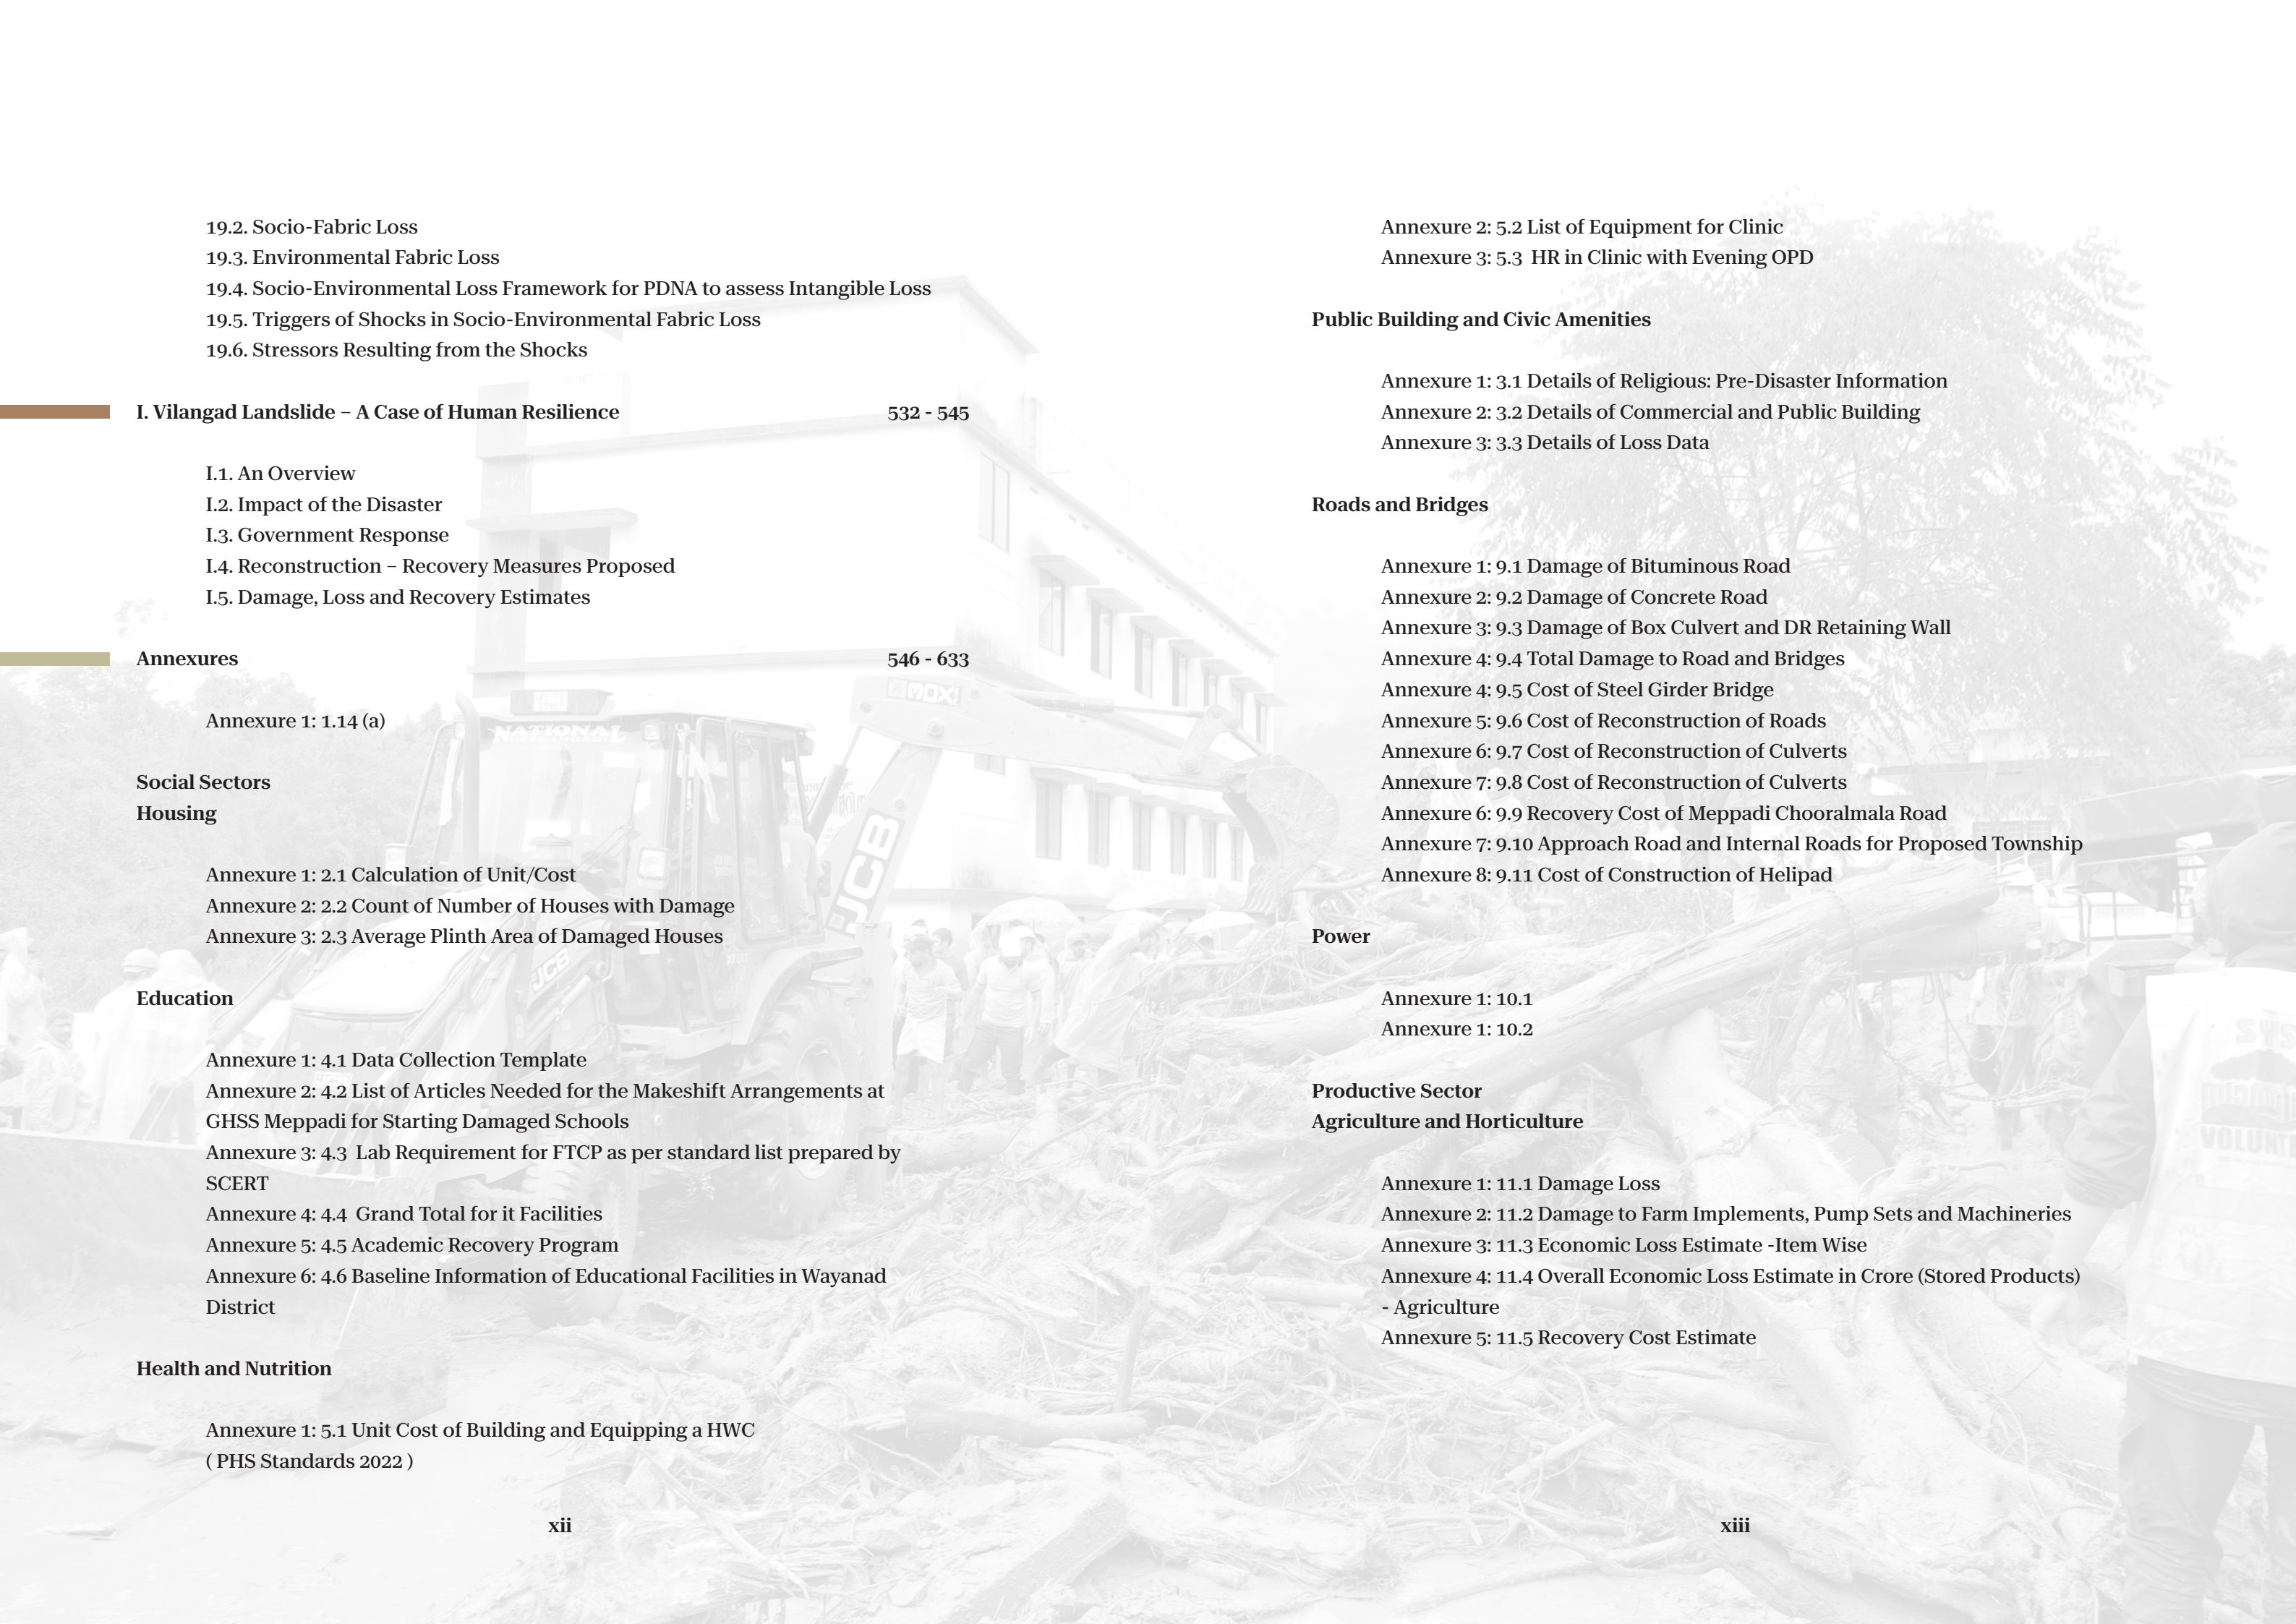 19.2. Socio-Fabric Loss
19.3. Environmental Fabric Loss
19.4. Socio-Environmental Loss Framework for PDNA to assess Intangible Loss
19.5. Triggers of Shocks in Socio-Environmental Fabric Loss
19.6. Stressors Resulting from the Shocks
I. Vilangad Landslide – A Case of Human Resilience 532 - 545
I.1. An Overview
I.2. Impact of the Disaster
I.3. Government Response
I.4. Reconstruction – Recovery Measures Proposed
I.5. Damage, Loss and Recovery Estimates
Annexures 546 - 633
Annexure 1: 1.14 (a)
Social Sectors
Housing
Annexure 1: 2.1 Calculation of Unit/Cost
Annexure 2: 2.2 Count of Number of Houses with Damage
Annexure 3: 2.3 Average Plinth Area of Damaged Houses
Education
Annexure 1: 4.1 Data Collection Template
Annexure 2: 4.2 List of Articles Needed for the Makeshift Arrangements at
GHSS Meppadi for Starting Damaged Schools
Annexure 3: 4.3 Lab Requirement for FTCP as per standard list prepared by
SCERT
Annexure 4: 4.4 Grand Total for it Facilities
Annexure 5: 4.5 Academic Recovery Program
Annexure 6: 4.6 Baseline Information of Educational Facilities in Wayanad
District
Health and Nutrition
Annexure 1: 5.1 Unit Cost of Building and Equipping a HWC
( PHS Standards 2022 )
xii
Annexure 2: 5.2 List of Equipment for Clinic
Annexure 3: 5.3 HR in Clinic with Evening OPD
Public Building and Civic Amenities
Annexure 1: 3.1 Details of Religious: Pre-Disaster Information
Annexure 2: 3.2 Details of Commercial and Public Building
Annexure 3: 3.3 Details of Loss Data
Roads and Bridges
Annexure 1: 9.1 Damage of Bituminous Road
Annexure 2: 9.2 Damage of Concrete Road
Annexure 3: 9.3 Damage of Box Culvert and DR Retaining Wall
Annexure 4: 9.4 Total Damage to Road and Bridges
Annexure 4: 9.5 Cost of Steel Girder Bridge
Annexure 5: 9.6 Cost of Reconstruction of Roads
Annexure 6: 9.7 Cost of Reconstruction of Culverts
Annexure 7: 9.8 Cost of Reconstruction of Culverts
Annexure 6: 9.9 Recovery Cost of Meppadi Chooralmala Road
Annexure 7: 9.10 Approach Road and Internal Roads for Proposed Township
Annexure 8: 9.11 Cost of Construction of Helipad
Power
Annexure 1: 10.1
Annexure 1: 10.2
Productive Sector
Agriculture and Horticulture
Annexure 1: 11.1 Damage Loss
Annexure 2: 11.2 Damage to Farm Implements, Pump Sets and Machineries
Annexure 3: 11.3 Economic Loss Estimate -Item Wise
Annexure 4: 11.4 Overall Economic Loss Estimate in Crore (Stored Products)
- Agriculture
Annexure 5: 11.5 Recovery Cost Estimate
xiii
NATIONAL
JCB
JCB